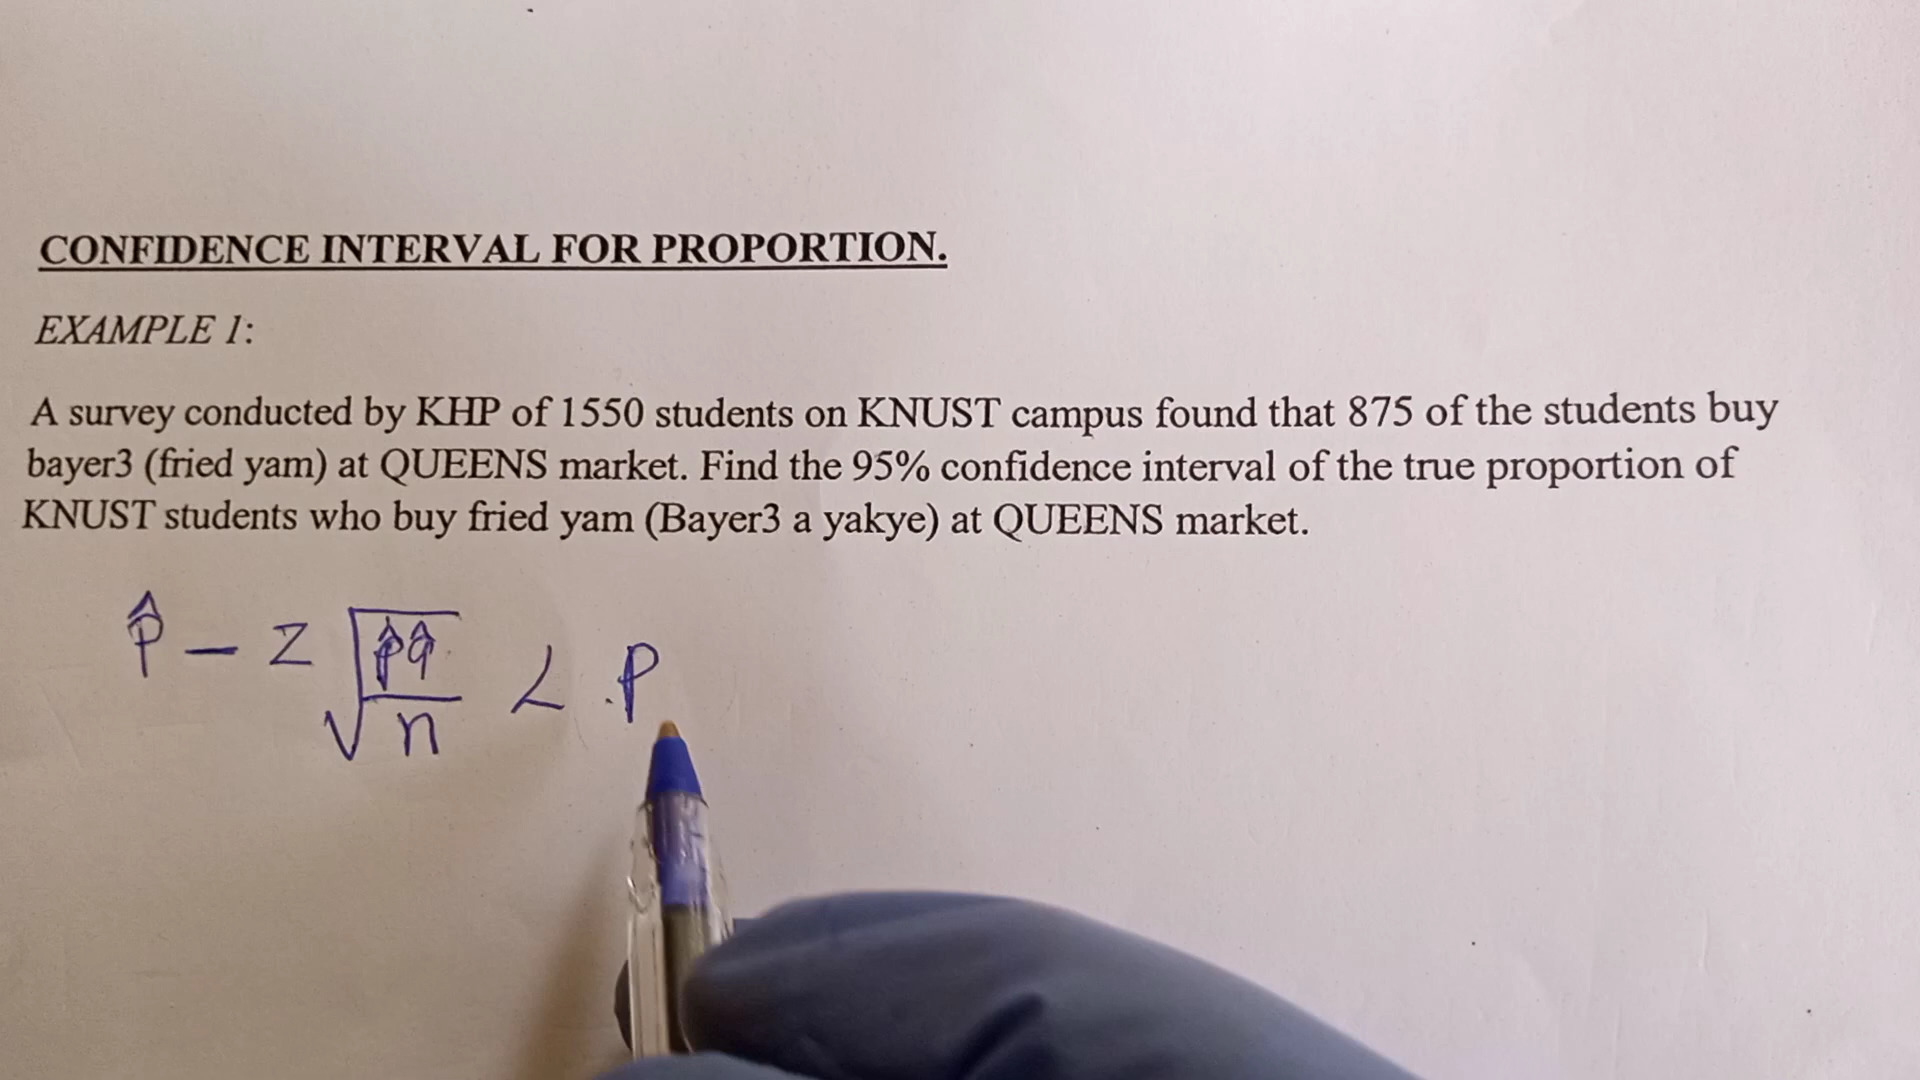 CONFIDENCE INTERVAL FOR PROPORTION.
EXAMPLE 1:
A survey conducted by KHP of 1550 students on KNUST campus found that 875 of the students buy
bayer3 (fried yam) at QUEENS market. Find the 95% confidence interval of the true proportion of
KNUST students who buy fried yam (Bayer3 a yakye) at QUEENS market.
p̂ – z √(p̂q̂/n) < P